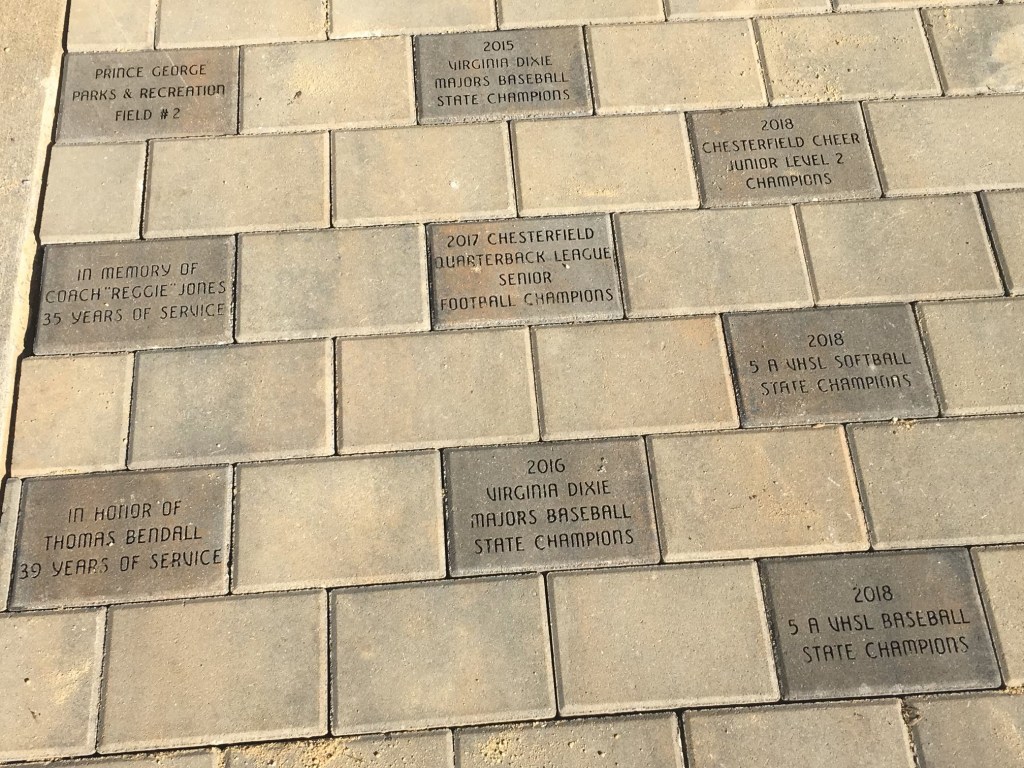 PRINCE GEORGE
PARKS & RECREATION
FIELD #2
2015
VIRGINIA DIXIE
MAJORS BASEBALL
STATE CHAMPIONS
2018
CHESTERFIELD CHEER
JUNIOR LEVEL 2
CHAMPIONS
IN MEMORY OF
COACH "REGGIE" JONES
35 YEARS OF SERVICE
2017 CHESTERFIELD
QUARTERBACK LEAGUE
SENIOR
FOOTBALL CHAMPIONS
2018
5 A VHSL SOFTBALL
STATE CHAMPIONS
IN HONOR OF
THOMAS BENDALL
39 YEARS OF SERVICE
2016
VIRGINIA DIXIE
MAJORS BASEBALL
STATE CHAMPIONS
2018
5 A VHSL BASEBALL
STATE CHAMPIONS